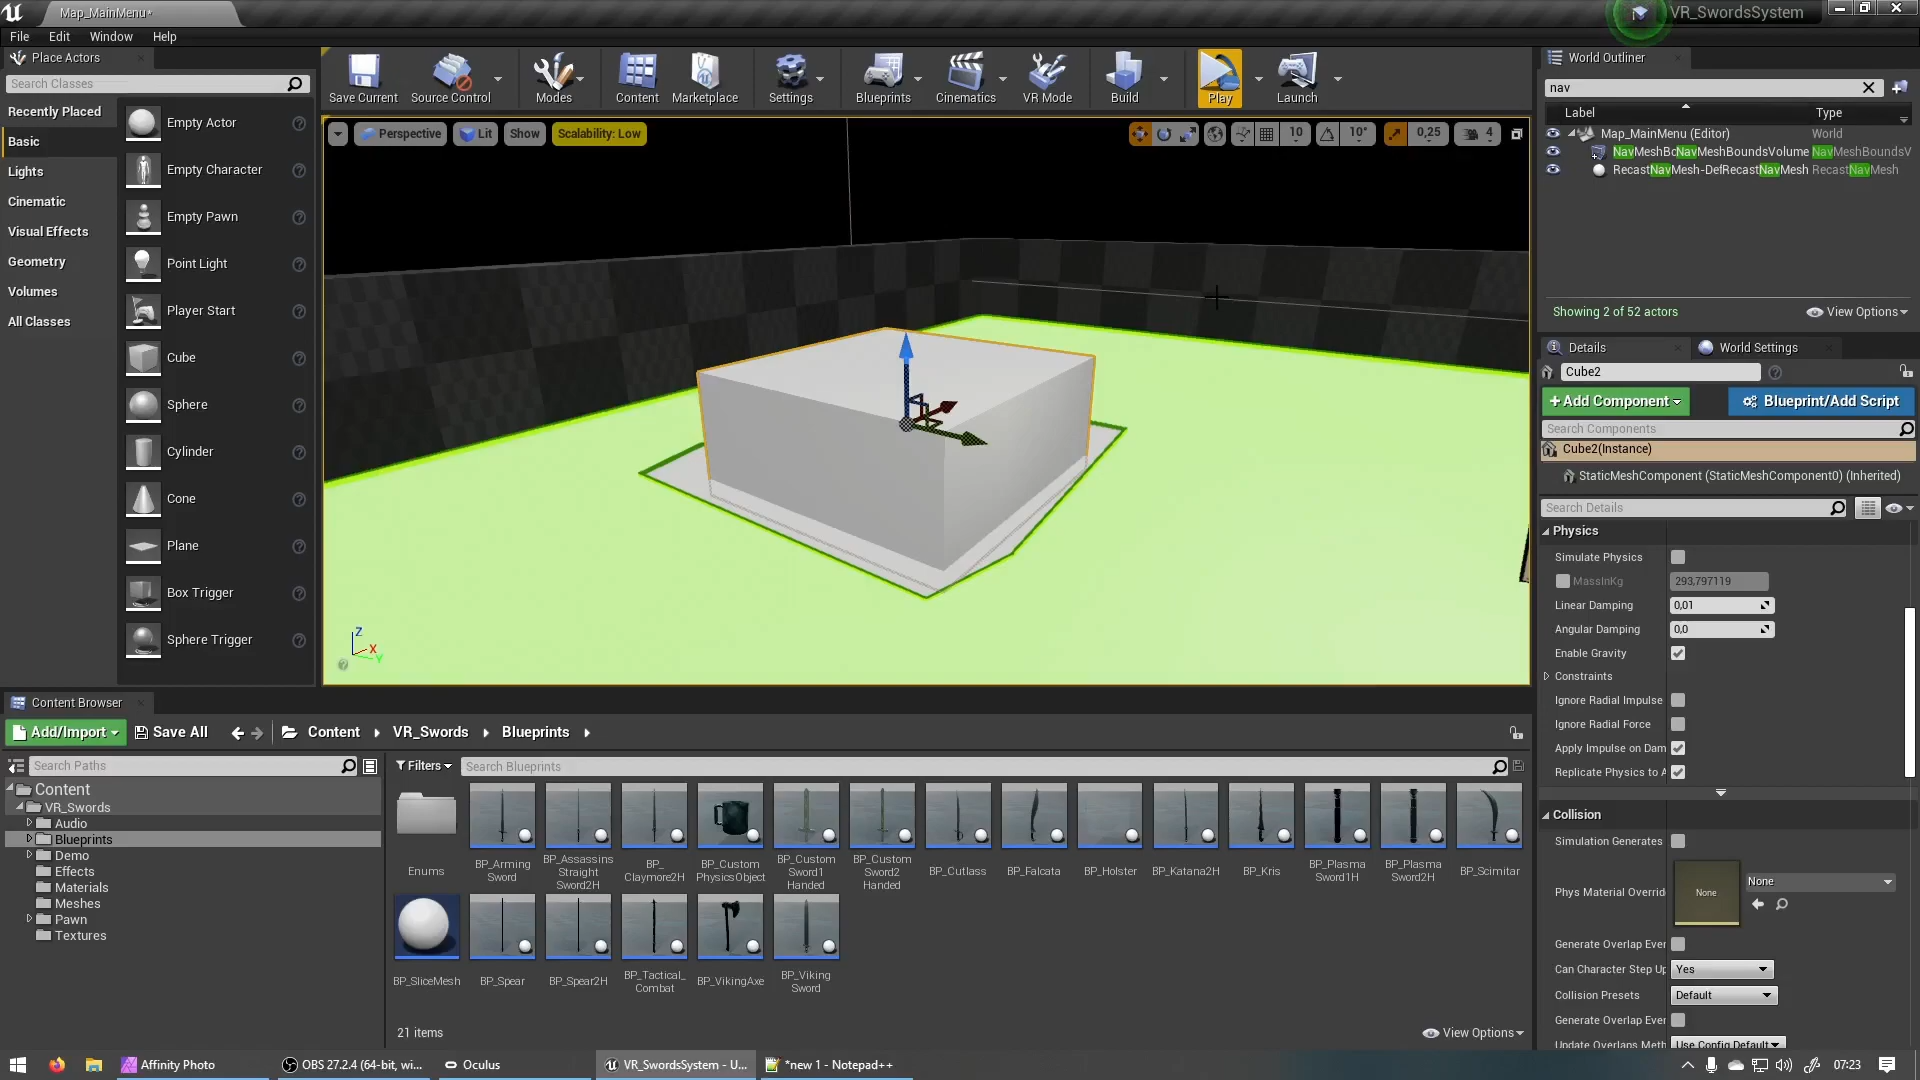 Map_MainMenu*
VR_SwordsSystem
File Edit Window Help
Place Actors
Search Classes
Recently Placed
Basic
Lights
Cinematic
Visual Effects
Geometry
Volumes
All Classes
Empty Actor
Empty Character
Empty Pawn
Point Light
Player Start
Cube
Sphere
Cylinder
Cone
Plane
Box Trigger
Sphere Trigger
Save Current
Source Control
Modes
Content
Marketplace
Settings
Blueprints
Cinematics
VR Mode
Build
Play
Launch
Perspective
Lit
Show
Scalability: Low
10
10°
0,25
4
Z
X
Y
World Outliner
nav
Label Type
Map_MainMenu (Editor) World
NavMeshBcNavMeshBoundsVolume NavMeshBoundsV
RecastNavMesh-DefRecastNavMesh RecastNavMesh
Showing 2 of 52 actors
View Options
Details
World Settings
Cube2
+ Add Component
Blueprint/Add Script
Search Components
Cube2(Instance)
StaticMeshComponent (StaticMeshComponent0) (Inherited)
Search Details
Physics
Simulate Physics
MassInKg 293,797119
Linear Damping 0,01
Angular Damping 0,0
Enable Gravity
Constraints
Ignore Radial Impulse
Ignore Radial Force
Apply Impulse on Dam
Replicate Physics to A
Collision
Simulation Generates
Phys Material Override
None
None
Generate Overlap Ever
Can Character Step Up Yes
Collision Presets Default
Generate Overlap Ever
Update Overlaps Meth Use Config Default
Content Browser
Add/Import
Save All
Content
VR_Swords
Blueprints
Search Paths
Content
VR_Swords
Audio
Blueprints
Demo
Effects
Materials
Meshes
Pawn
Textures
Filters
Search Blueprints
Enums
BP_Arming Sword
BP_Assassins Straight Sword2H
BP_ Claymore2H
BP_Custom PhysicsObject
BP_Custom Sword1 Handed
BP_Custom Sword2 Handed
BP_Cutlass
BP_Falcata
BP_Holster
BP_Katana2H
BP_Kris
BP_Plasma Sword1H
BP_Plasma Sword2H
BP_Scimitar
BP_SliceMesh
BP_Spear
BP_Spear2H
BP_Tactical_ Combat
BP_VikingAxe
BP_Viking Sword
21 items
View Options
Affinity Photo
OBS 27.2.4 (64-bit, wi...
Oculus
VR_SwordsSystem - U...
*new 1 - Notepad++
07:23